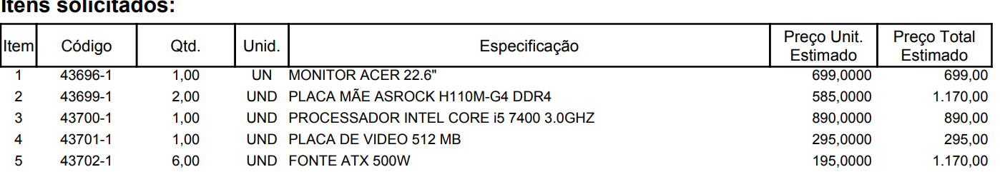 Itens solicitados:
Item Código Qtd. Unid. Especificação Preço Unit. Estimado Preço Total Estimado
1 43696-1 1,00 UN MONITOR ACER 22.6" 699,0000 699,00
2 43699-1 2,00 UND PLACA MÃE ASROCK H110M-G4 DDR4 585,0000 1.170,00
3 43700-1 1,00 UND PROCESSADOR INTEL CORE i5 7400 3.0GHZ 890,0000 890,00
4 43701-1 1,00 UND PLACA DE VIDEO 512 MB 295,0000 295,00
5 43702-1 6,00 UND FONTE ATX 500W 195,0000 1.170,00